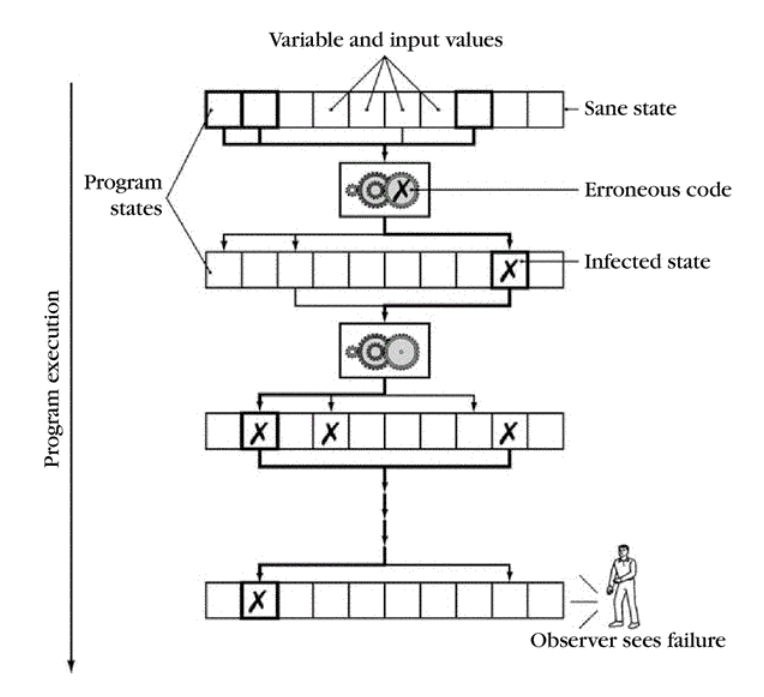 Variable and input values
Sane state
Program
states
Erroneous code
Infected state
Program execution
Observer sees failure